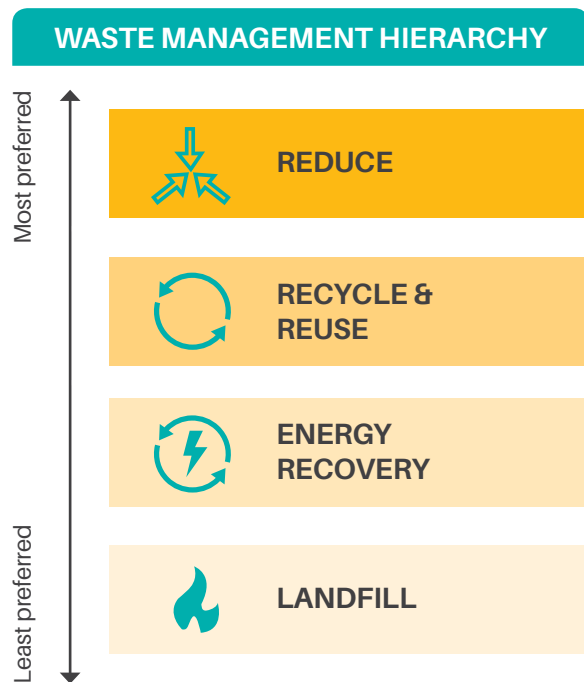 WASTE MANAGEMENT HIERARCHY
Most preferred
REDUCE
RECYCLE &
REUSE
ENERGY
RECOVERY
LANDFILL
Least preferred